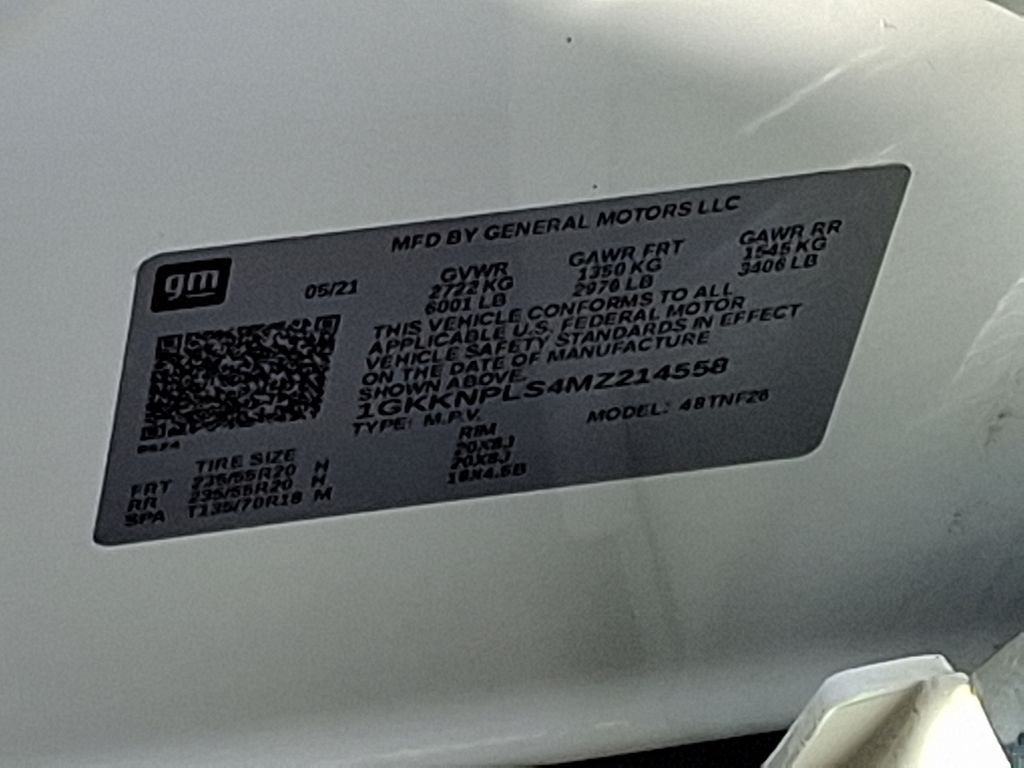 MFD BY GENERAL MOTORS LLC
gm
05/21
GVWR GAWR FRT GAWR RR
2722 KG 1350 KG 1545 KG
6001 LB 2976 LB 3406 LB
THIS VEHICLE CONFORMS TO ALL
APPLICABLE U.S. FEDERAL MOTOR
VEHICLE SAFETY STANDARDS IN EFFECT
ON THE DATE OF MANUFACTURE
SHOWN ABOVE.
1GKKNPLS4MZ214558
TYPE: M.P.V. MODEL: 4BTNF26
TIRE SIZE RIM
FRT 235/55R20 H 20X8J
RR 235/55R20 H 20X8J
SPA T135/70R18 M 18X4.5B